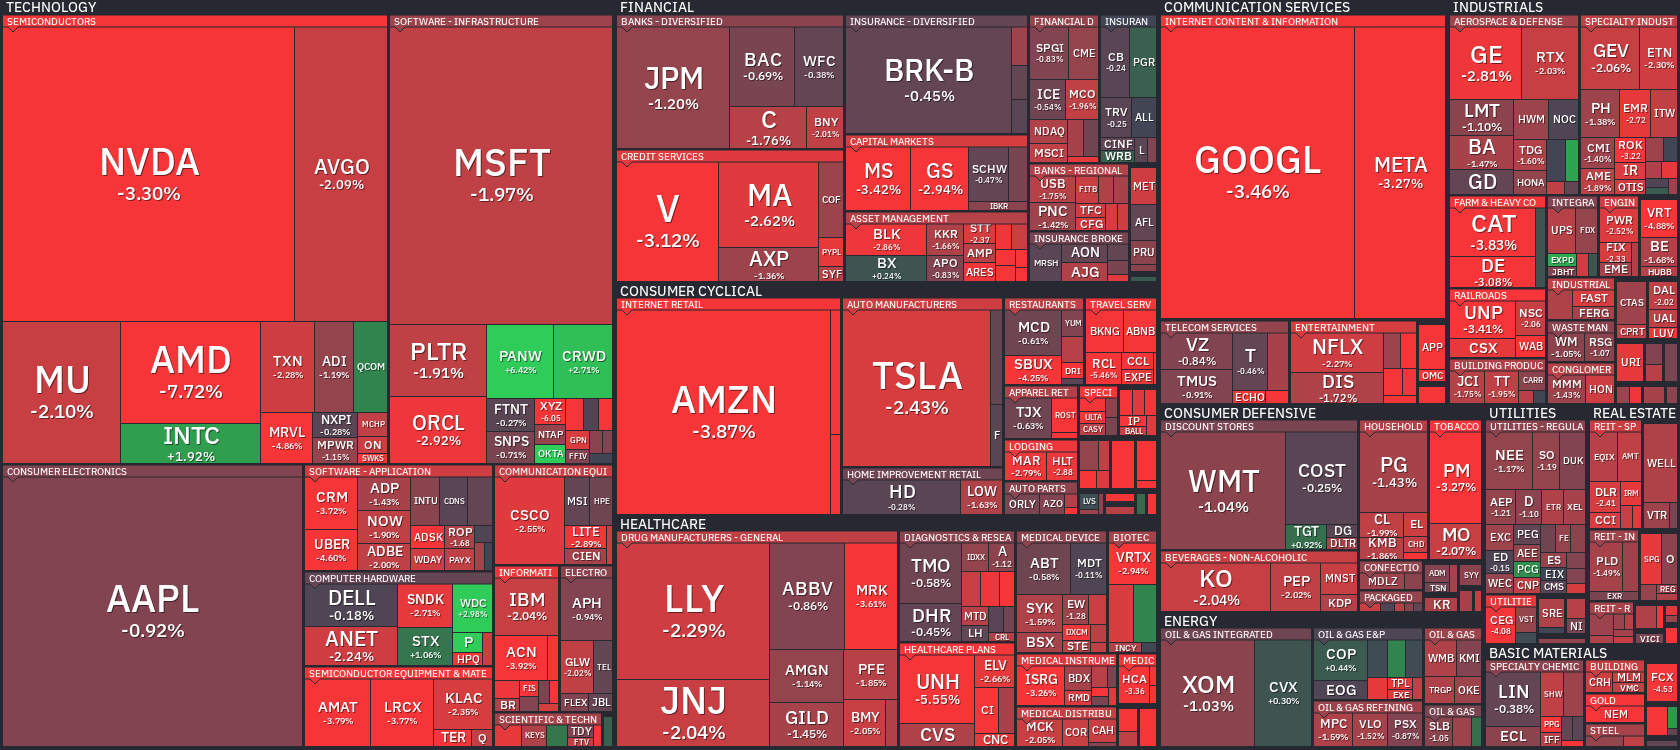 TECHNOLOGY
SEMICONDUCTORS
NVDA
-3.30%
AVGO
-2.09%
MU
-2.10%
AMD
-7.72%
INTC
+1.92%
TXN
-2.28%
ADI
-1.19%
QCOM
MRVL
-4.86%
NXPI
-0.28%
MCHP
MPWR
-1.15%
ON
SWKS
SOFTWARE - INFRASTRUCTURE
MSFT
-1.97%
PLTR
-1.91%
PANW
+6.42%
CRWD
+2.71%
ORCL
-2.92%
FTNT
-0.27%
XYZ
-6.05
SNPS
-0.71%
NTAP
GPN
OKTA
FFIV
CONSUMER ELECTRONICS
AAPL
-0.92%
SOFTWARE - APPLICATION
CRM
-3.72%
ADP
-1.43%
INTU
CDNS
UBER
-4.60%
NOW
-1.90%
ADSK
ROP
-1.68
ADBE
-2.00%
WDAY
PAYX
COMMUNICATION EQUI
CSCO
-2.55%
MSI
HPE
LITE
-2.89%
CIEN
COMPUTER HARDWARE
DELL
-0.18%
SNDK
-2.71%
WDC
+2.98%
ANET
-2.24%
STX
+1.06%
P
HPQ
INFORMATI
IBM
-2.04%
ACN
-3.92%
FIS
BR
ELECTRO
APH
-0.94%
GLW
-2.02%
TEL
FLEX
JBL
SEMICONDUCTOR EQUIPMENT & MATE
AMAT
-3.79%
LRCX
-3.77%
KLAC
-2.35%
TER
Q
SCIENTIFIC & TECHN
KEYS
TDY
FTV
FINANCIAL
BANKS - DIVERSIFIED
JPM
-1.20%
BAC
-0.69%
WFC
-0.38%
C
-1.76%
BNY
-2.01%
CREDIT SERVICES
V
-3.12%
MA
-2.62%
COF
AXP
-1.36%
PYPL
SYF
INSURANCE - DIVERSIFIED
BRK-B
-0.45%
CAPITAL MARKETS
MS
-3.42%
GS
-2.94%
SCHW
-0.47%
IBKR
ASSET MANAGEMENT
BLK
-2.86%
KKR
-1.66%
STT
-2.37
AMP
BX
+0.24%
APO
-0.83%
ARES
FINANCIAL D
SPGI
-0.83%
CME
ICE
-0.54%
MCO
-1.96%
NDAQ
MSCI
INSURAN
CB
-0.24
PGR
TRV
-0.25
ALL
CINF
L
WRB
BANKS - REGIONAL
USB
-1.75%
FITB
PNC
-1.42%
TFC
CFG
MET
AFL
PRU
INSURANCE BROKE
MRSH
AON
AJG
CONSUMER CYCLICAL
INTERNET RETAIL
AMZN
-3.87%
AUTO MANUFACTURERS
TSLA
-2.43%
F
HOME IMPROVEMENT RETAIL
HD
-0.28%
LOW
-1.63%
RESTAURANTS
MCD
-0.61%
YUM
SBUX
-4.25%
DRI
TRAVEL SERV
BKNG
ABNB
RCL
-5.46%
CCL
EXPE
APPAREL RET
TJX
-0.63%
ROST
SPECI
ULTA
CASY
IP
BALL
LODGING
MAR
-2.79%
HLT
-2.88
AUTO PARTS
ORLY
AZO
LVS
HEALTHCARE
DRUG MANUFACTURERS - GENERAL
LLY
-2.29%
ABBV
-0.86%
MRK
-3.61%
JNJ
-2.04%
AMGN
-1.14%
PFE
-1.85%
GILD
-1.45%
BMY
-2.05%
DIAGNOSTICS & RESEA
TMO
-0.58%
IDXX
A
-1.12
DHR
-0.45%
MTD
LH
CRL
HEALTHCARE PLANS
UNH
-5.55%
ELV
-2.66%
CI
CVS
CNC
MEDICAL DEVICE
ABT
-0.58%
MDT
-0.11%
SYK
-1.59%
EW
-1.28
DXCM
BSX
STE
BIOTEC
VRTX
-2.94%
INCY
MEDICAL INSTRUME
ISRG
-3.26%
BDX
RMD
MEDIC
HCA
-3.36
MEDICAL DISTRIBU
MCK
-2.05%
COR
CAH
COMMUNICATION SERVICES
INTERNET CONTENT & INFORMATION
GOOGL
-3.46%
META
-3.27%
TELECOM SERVICES
VZ
-0.84%
T
-0.46%
TMUS
-0.91%
ECHO
ENTERTAINMENT
NFLX
-2.27%
DIS
-1.72%
APP
OMC
INDUSTRIALS
AEROSPACE & DEFENSE
GE
-2.81%
RTX
-2.03%
LMT
-1.10%
HWM
NOC
BA
-1.47%
TDG
-1.60%
GD
HONA
SPECIALTY INDUST
GEV
-2.06%
ETN
-2.30%
PH
-1.38%
EMR
-2.72
ITW
CMI
-1.40%
ROK
-3.22
AME
-1.89%
IR
OTIS
FARM & HEAVY CO
CAT
-3.83%
DE
-3.08%
INTEGRA
UPS
FDX
EXPD
JBHT
ENGIN
PWR
-2.52%
FIX
-2.33
EME
VRT
-4.88%
BE
-1.68%
HUBB
RAILROADS
UNP
-3.41%
NSC
-2.06
CSX
WAB
INDUSTRIAL
FAST
FERG
CTAS
CPRT
DAL
-2.02
UAL
LUV
WASTE MAN
WM
-1.05%
RSG
-1.07
URI
BUILDING PRODUC
JCI
-1.75%
TT
-1.95%
CARR
CONGLOMER
MMM
-1.43%
HON
CONSUMER DEFENSIVE
DISCOUNT STORES
WMT
-1.04%
COST
-0.25%
TGT
+0.92%
DG
DLTR
HOUSEHOLD
PG
-1.43%
CL
-1.99%
EL
KMB
-1.86%
CHD
TOBACCO
PM
-3.27%
MO
-2.07%
BEVERAGES - NON-ALCOHOLIC
KO
-2.04%
PEP
-2.02%
MNST
KDP
CONFECTIO
MDLZ
PACKAGED
ADM
TSN
SYY
KR
UTILITIES
UTILITIES - REGULA
NEE
-1.17%
SO
-1.19
DUK
AEP
-1.21
D
-1.10
ETR
XEL
EXC
PEG
FE
ED
-0.15
AEE
ES
PCG
EIX
WEC
CNP
CMS
UTILITIE
CEG
-4.08
VST
SRE
NI
REAL ESTATE
REIT - SP
EQIX
AMT
WELL
DLR
-2.41
IRM
CCI
VTR
REIT - IN
PLD
-1.49%
EXR
SPG
O
REG
REIT - R
VICI
ENERGY
OIL & GAS INTEGRATED
XOM
-1.03%
CVX
+0.30%
OIL & GAS E&P
COP
+0.44%
EOG
TPL
EXE
OIL & GAS
WMB
KMI
TRGP
OKE
OIL & GAS REFINING
MPC
-1.59%
VLO
-1.52%
PSX
-0.87%
OIL & GAS
SLB
-1.05
BASIC MATERIALS
SPECIALTY CHEMIC
LIN
-0.38%
SHW
PPG
ECL
IFF
BUILDING
CRH
MLM
VMC
FCX
-4.53
GOLD
NEM
STEEL